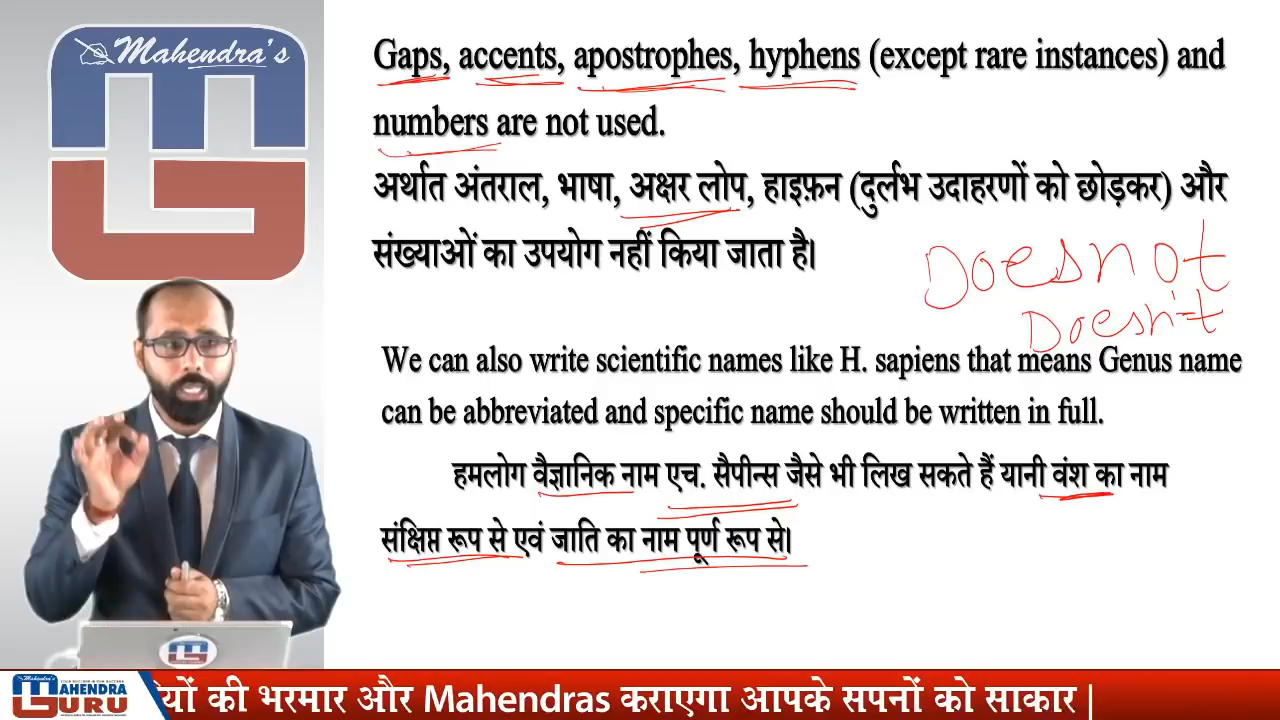 Mahendra's
Gaps, accents, apostrophes, hyphens (except rare instances) and
numbers are not used.
अर्थात अंतराल, भाषा, अक्षर लोप, हाइफ़न (दुर्लभ उदाहरणों को छोड़कर) और
संख्याओं का उपयोग नहीं किया जाता है।
Does not
Doesn't
We can also write scientific names like H. sapiens that means Genus name
can be abbreviated and specific name should be written in full.
हमलोग वैज्ञानिक नाम एच. सैपीन्स जैसे भी लिख सकते हैं यानी वंश का नाम
संक्षिप्त रूप से एवं जाति का नाम पूर्ण रूप से।
Mahendra's
MAHENDRA
GURU
यों की भरमार और Mahendras कराएगा आपके सपनों को साकार |